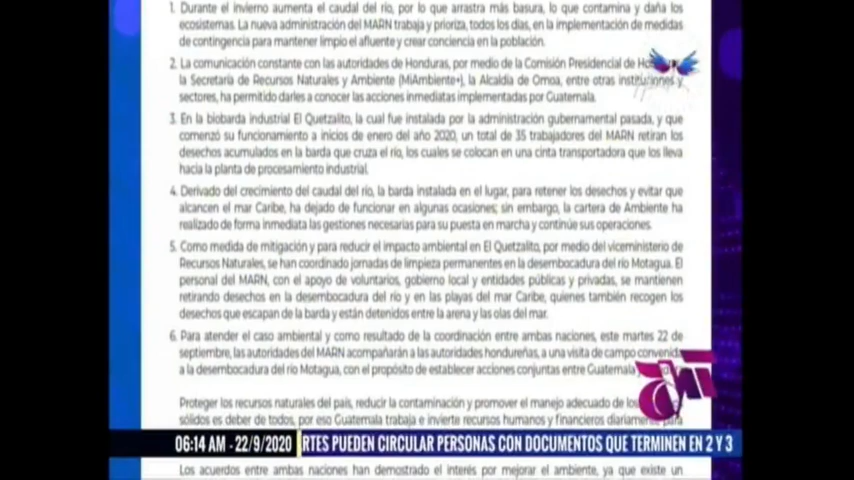 1. Durante el invierno aumenta el caudal del río, por lo que arrastra más basura, lo que contamina y daña los
ecosistemas. La nueva administración del MARN trabaja y prioriza, todos los días, en la implementación de medidas
de contingencia para mantener limpio el afluente y crear conciencia en la población.
2. La comunicación constante con las autoridades de Honduras, por medio de la Comisión Presidencial de
la Secretaría de Recursos Naturales y Ambiente (MiAmbiente+), la Alcaldía de Omoa, entre otras instituciones y
sectores, ha permitido darles a conocer las acciones inmediatas implementadas por Guatemala.
3. En la biobarda industrial El Quetzalito, la cual fue instalada por la administración gubernamental pasada, y que
comenzó su funcionamiento a inicios de enero del año 2020, un total de 35 trabajadores del MARN retiran los
desechos acumulados en la barda que cruza el río, los cuales se colocan en una cinta transportadora que los lleva
hacia la planta de procesamiento industrial.
4. Derivado del crecimiento del caudal del río, la barda instalada en el lugar, para retener los desechos y evitar que
alcancen el mar Caribe, ha dejado de funcionar en algunas ocasiones; sin embargo, la cartera de Ambiente ha
realizado de forma inmediata las gestiones necesarias para su puesta en marcha y continúe sus operaciones.
5. Como medida de mitigación y para reducir el impacto ambiental en El Quetzalito, por medio del viceministerio de
Recursos Naturales, se han coordinado jornadas de limpieza permanentes en la desembocadura del río Motagua. El
personal del MARN, con el apoyo de voluntarios, gobierno local y entidades públicas y privadas, se mantienen
retirando desechos en la desembocadura del río y en las playas del mar Caribe, quienes también recogen los
desechos que escapan de la barda y están detenidos entre la arena y las olas del mar.
6. Para atender el caso ambiental y como resultado de la coordinación entre ambas naciones, este martes 22 de
septiembre, las autoridades del MARN acompañarán a las autoridades hondureñas, a una visita de campo convenida
a la desembocadura del río Motagua, con el propósito de establecer acciones conjuntas entre Guatemala
Proteger los recursos naturales del país, reducir la contaminación y promover el manejo adecuado de los
sólidos es deber de todos, por eso Guatemala trabaja e invierte recursos humanos y financieros diariamente para
06:14 AM - 22/9/2020 RTES PUEDEN CIRCULAR PERSONAS CON DOCUMENTOS QUE TERMINEN EN 2 Y 3
Los acuerdos entre ambas naciones han demostrado el interés por mejorar el ambiente, ya que existe un